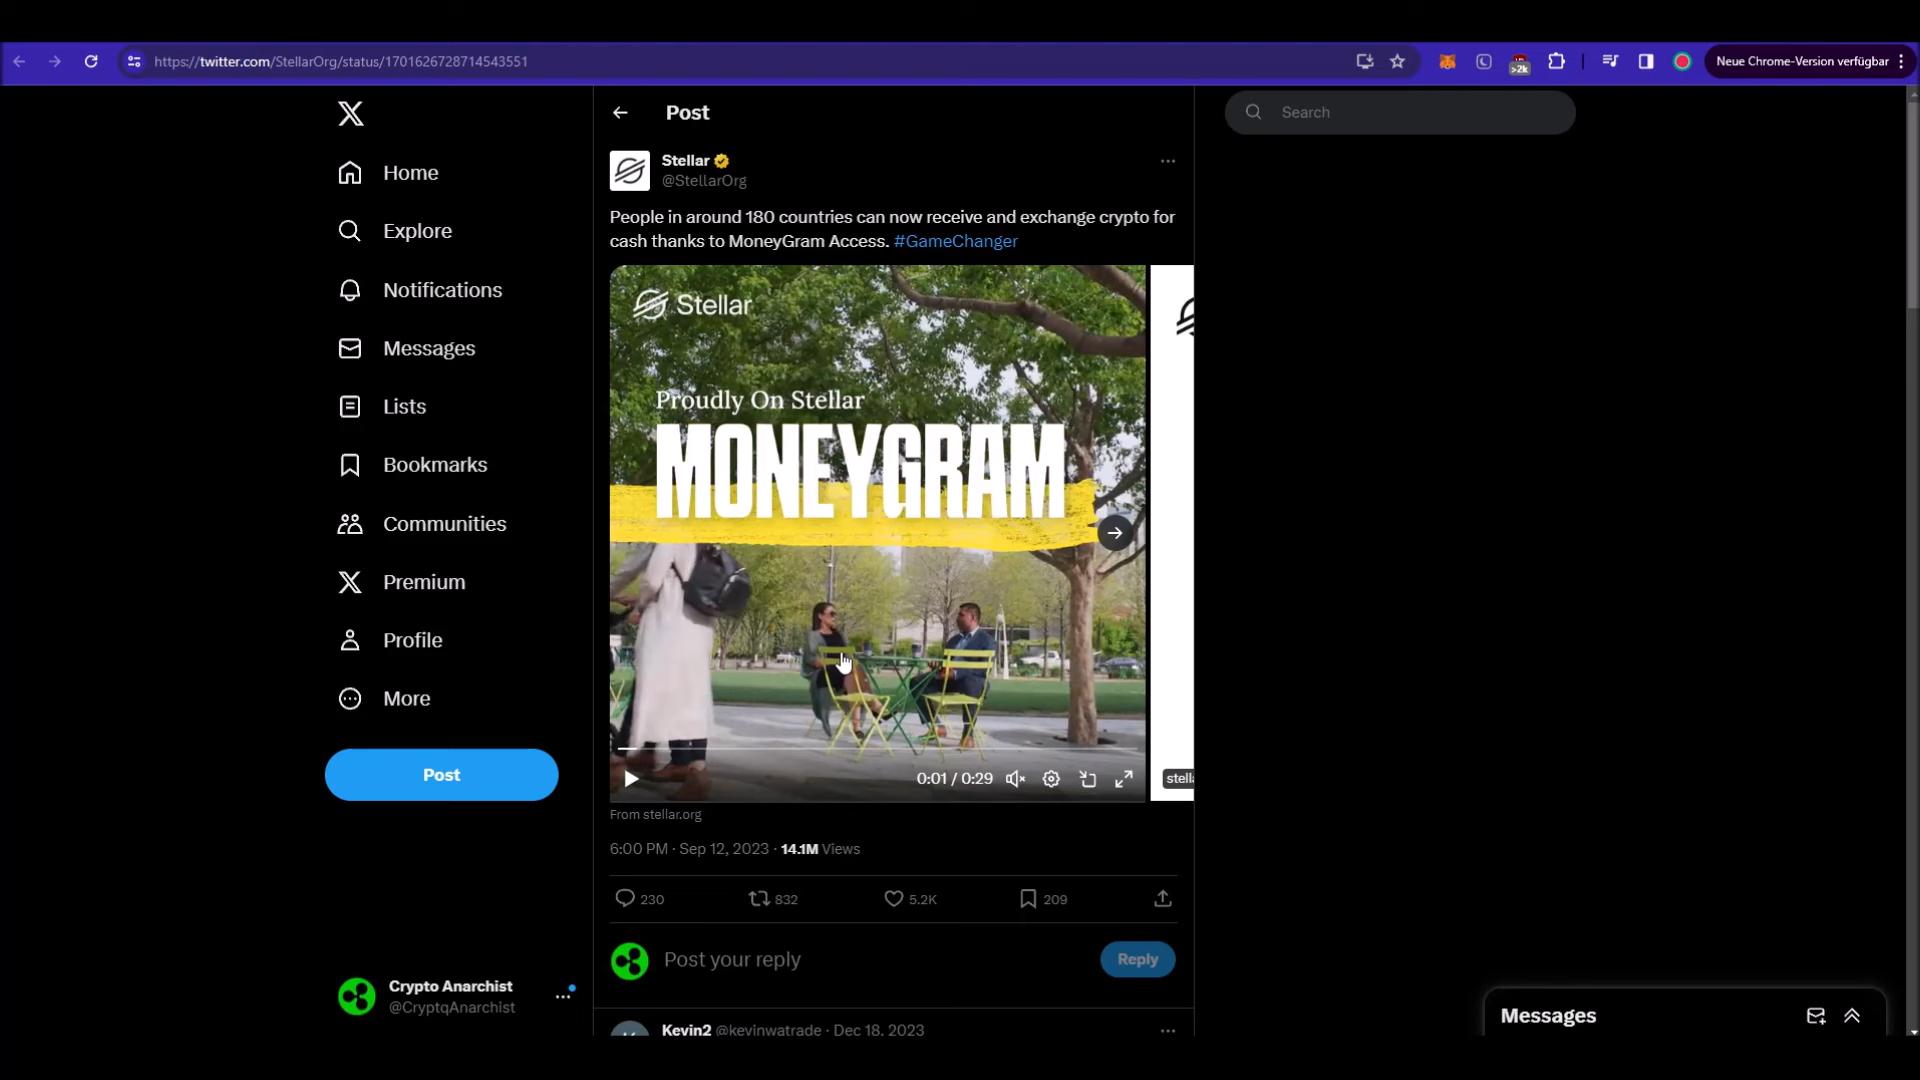 https://twitter.com/StellarOrg/status/1701626728714543551
>2k
Neue Chrome-Version verfügbar
Post
Search
Home
Explore
Notifications
Messages
Lists
Bookmarks
Communities
Premium
Profile
More
Post
Crypto Anarchist
@CryptqAnarchist
Stellar
@StellarOrg
People in around 180 countries can now receive and exchange crypto for
cash thanks to MoneyGram Access. #GameChanger
Stellar
Proudly On Stellar
MONEYGRAM
0:01 / 0:29
stella
From stellar.org
6:00 PM · Sep 12, 2023 · 14.1M Views
230 832 5.2K 209
Post your reply
Reply
Kevin2 @kevinwatrade · Dec 18, 2023
Messages